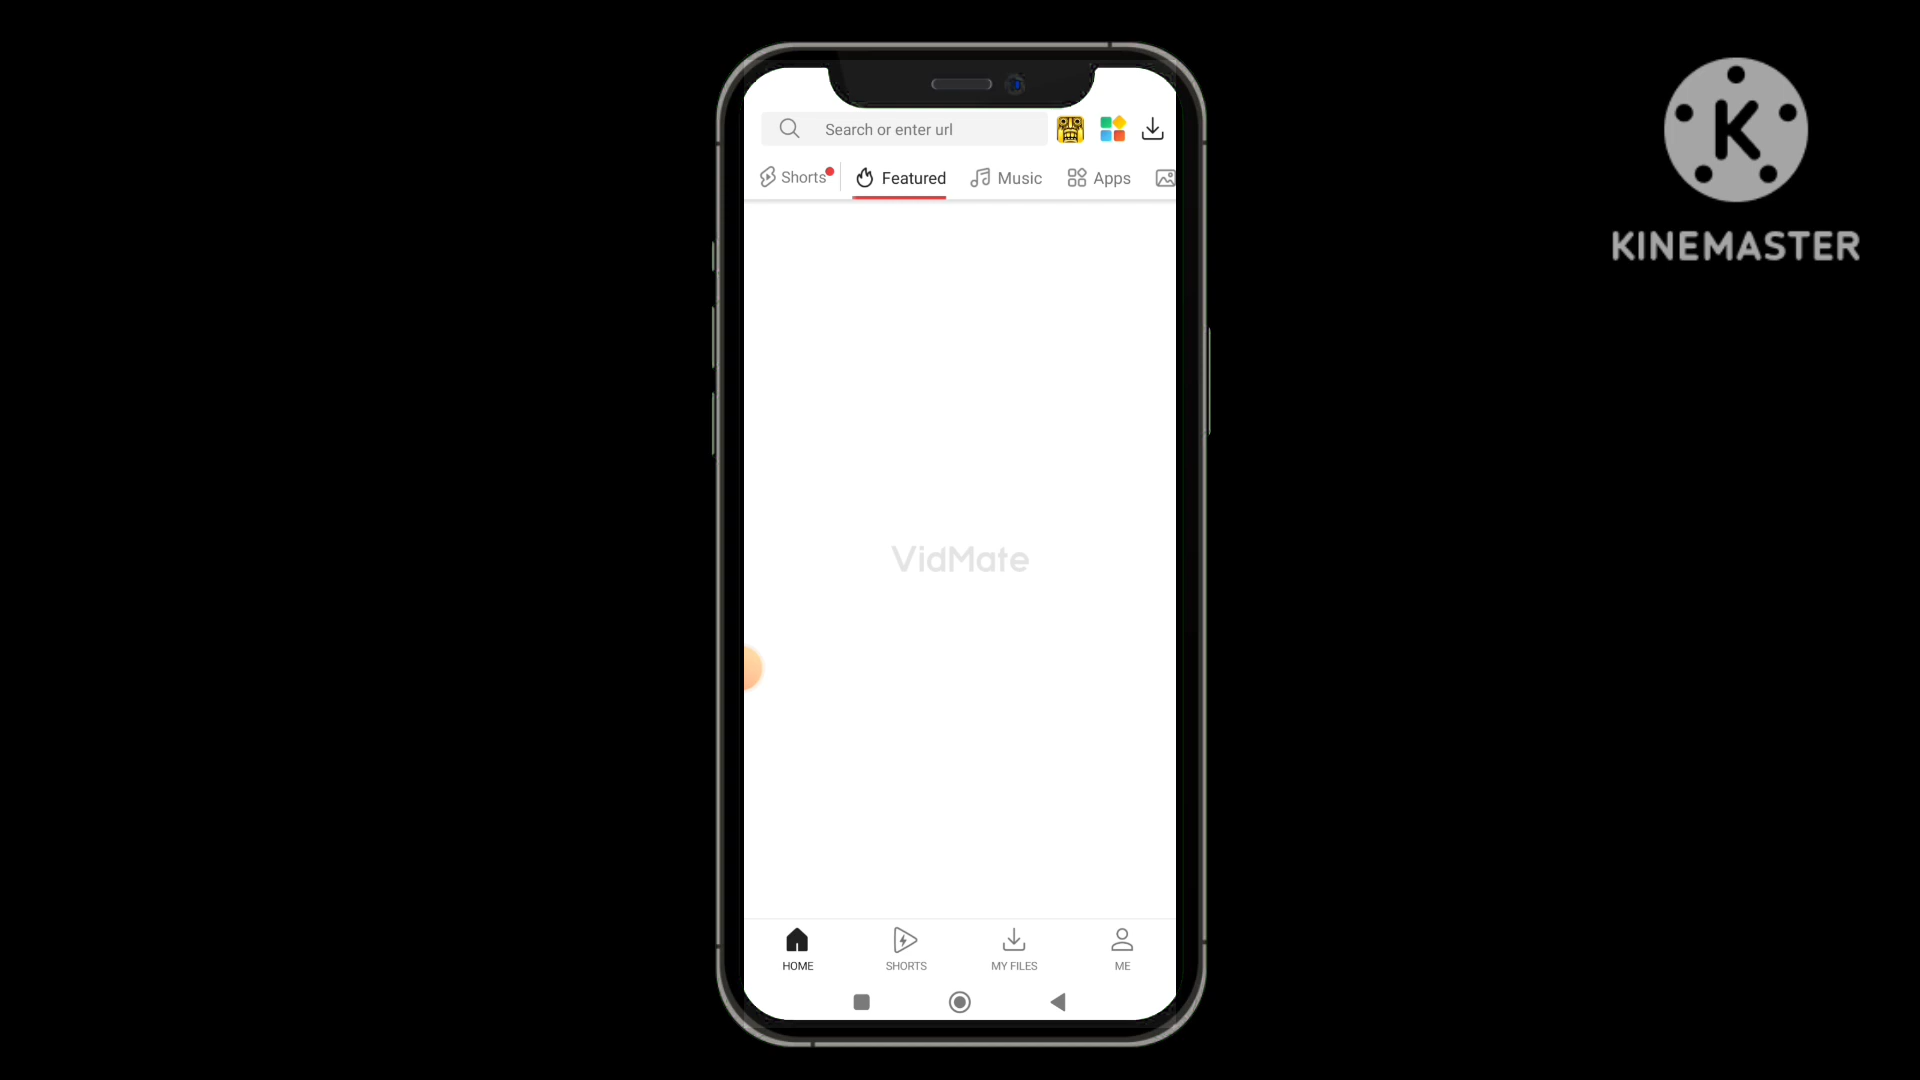 Search or enter url
Shorts Featured Music Apps
VidMate
HOME SHORTS MY FILES ME
K
KINEMASTER